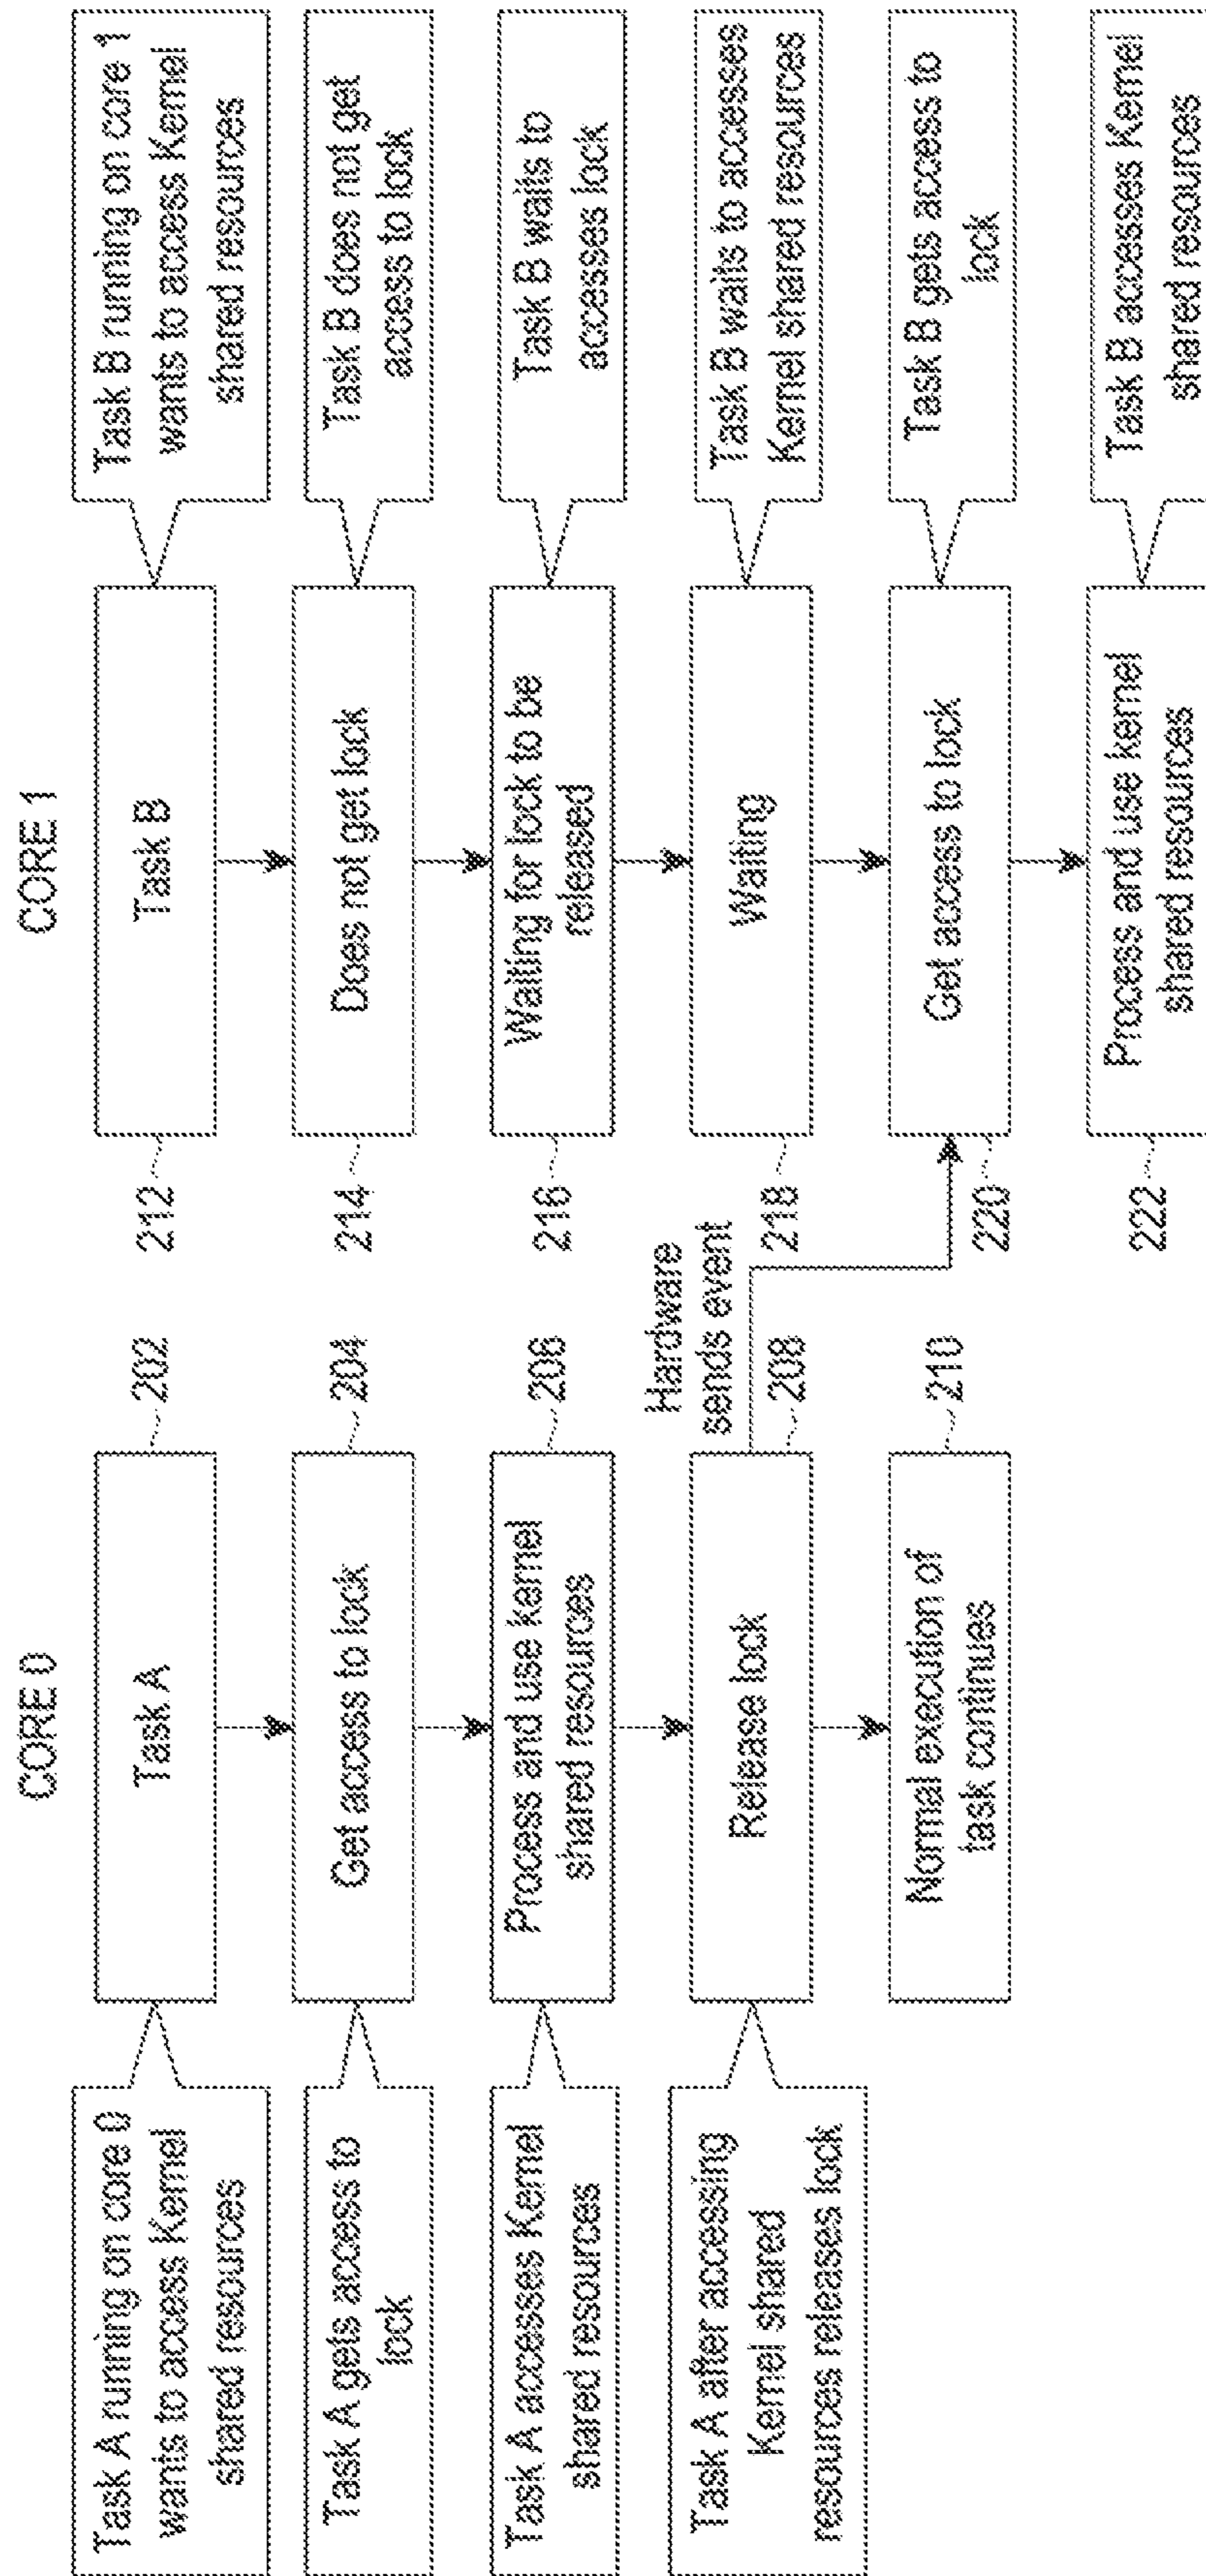 CORE 0
Task A running on core 0
wants to access Kernel
shared resources
Task A
202
Task A gets access to
lock
Get access to lock
204
Task A accesses Kernel
shared resources
Process and use kernel
shared resources
206
Task A after accessing
Kernel shared
resources releases lock
Release lock
208
Hardware
sends event
Normal execution of
task continues
210
CORE 1
212
Task B
Task B running on core 1
wants to access Kernel
shared resources
214
Does not get lock
Task B does not get
access to lock
216
Waiting for lock to be
released
Task B waits to
accesses lock
218
Waiting
Task B waits to accesses
Kernel shared resources
220
Get access to lock
Task B gets access to
lock
222
Process and use kernel
shared resources
Task B accesses Kernel
shared resources